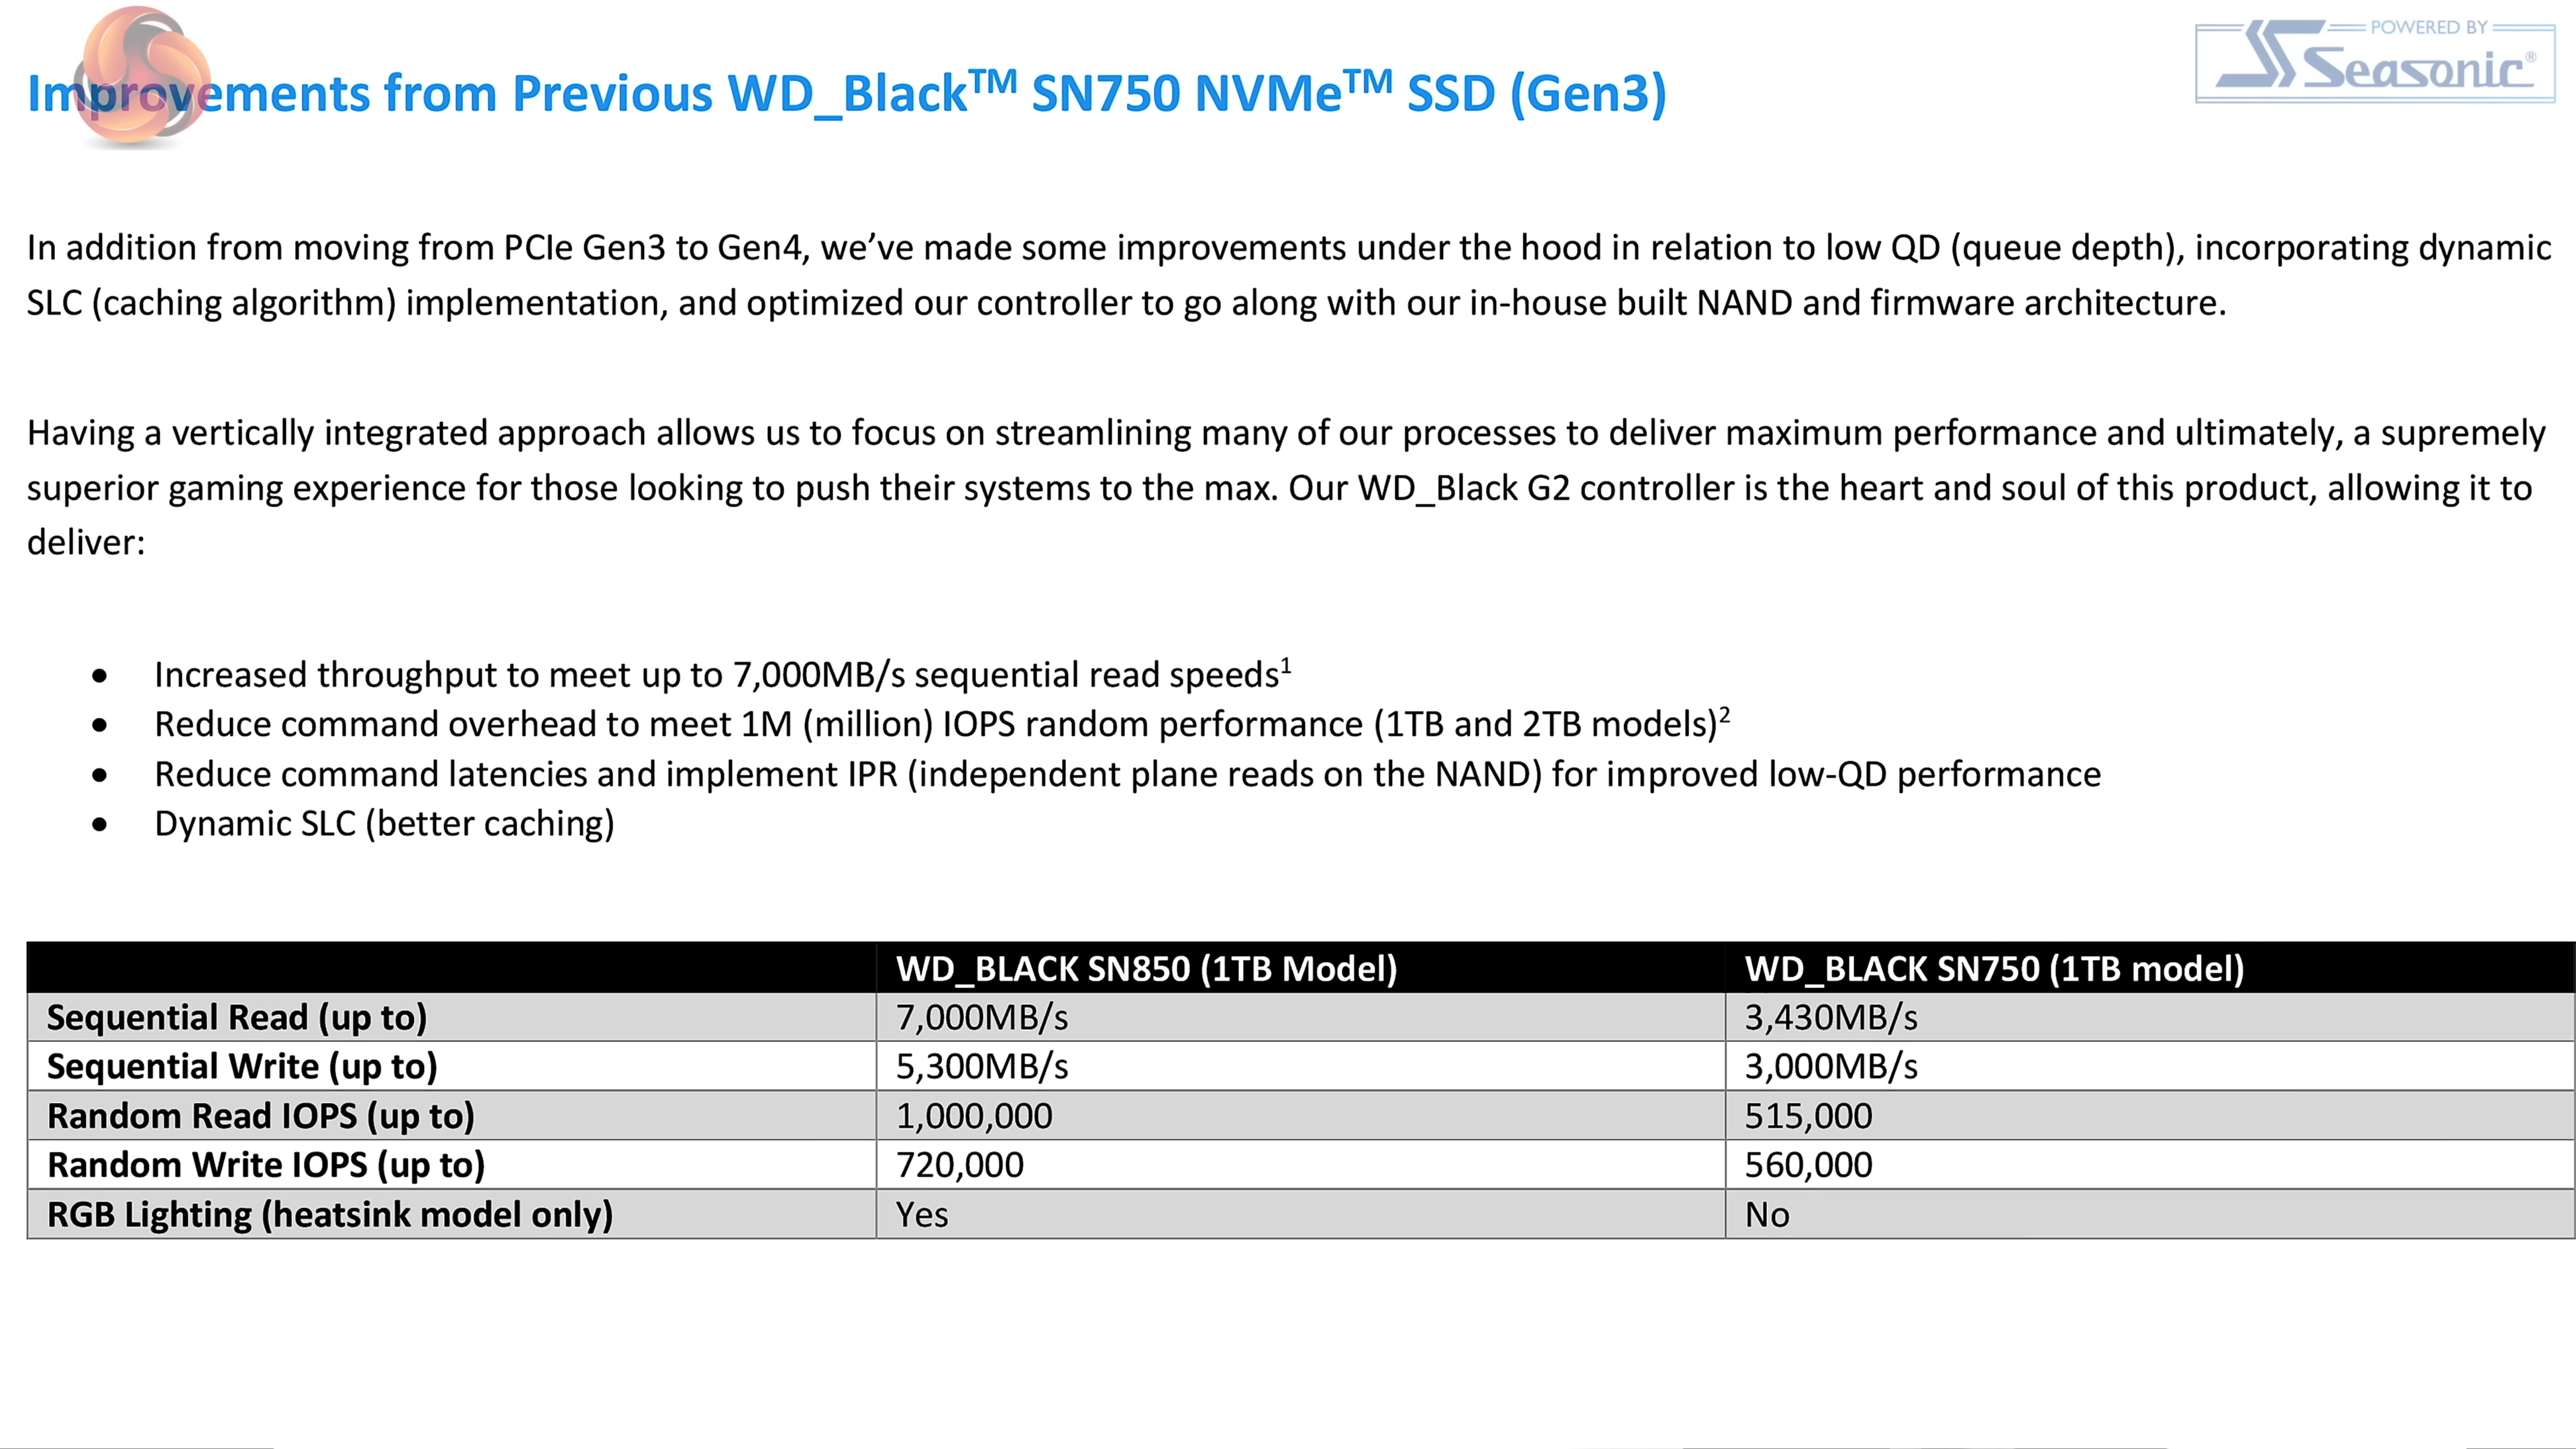 POWERED BY
Seasonic®
Improvements from Previous WD_Black™ SN750 NVMe™ SSD (Gen3)
In addition from moving from PCIe Gen3 to Gen4, we’ve made some improvements under the hood in relation to low QD (queue depth), incorporating dynamic
SLC (caching algorithm) implementation, and optimized our controller to go along with our in-house built NAND and firmware architecture.
Having a vertically integrated approach allows us to focus on streamlining many of our processes to deliver maximum performance and ultimately, a supremely
superior gaming experience for those looking to push their systems to the max. Our WD_Black G2 controller is the heart and soul of this product, allowing it to
deliver:
• Increased throughput to meet up to 7,000MB/s sequential read speeds¹
• Reduce command overhead to meet 1M (million) IOPS random performance (1TB and 2TB models)²
• Reduce command latencies and implement IPR (independent plane reads on the NAND) for improved low-QD performance
• Dynamic SLC (better caching)
WD_BLACK SN850 (1TB Model) WD_BLACK SN750 (1TB model)
Sequential Read (up to) 7,000MB/s 3,430MB/s
Sequential Write (up to) 5,300MB/s 3,000MB/s
Random Read IOPS (up to) 1,000,000 515,000
Random Write IOPS (up to) 720,000 560,000
RGB Lighting (heatsink model only) Yes No